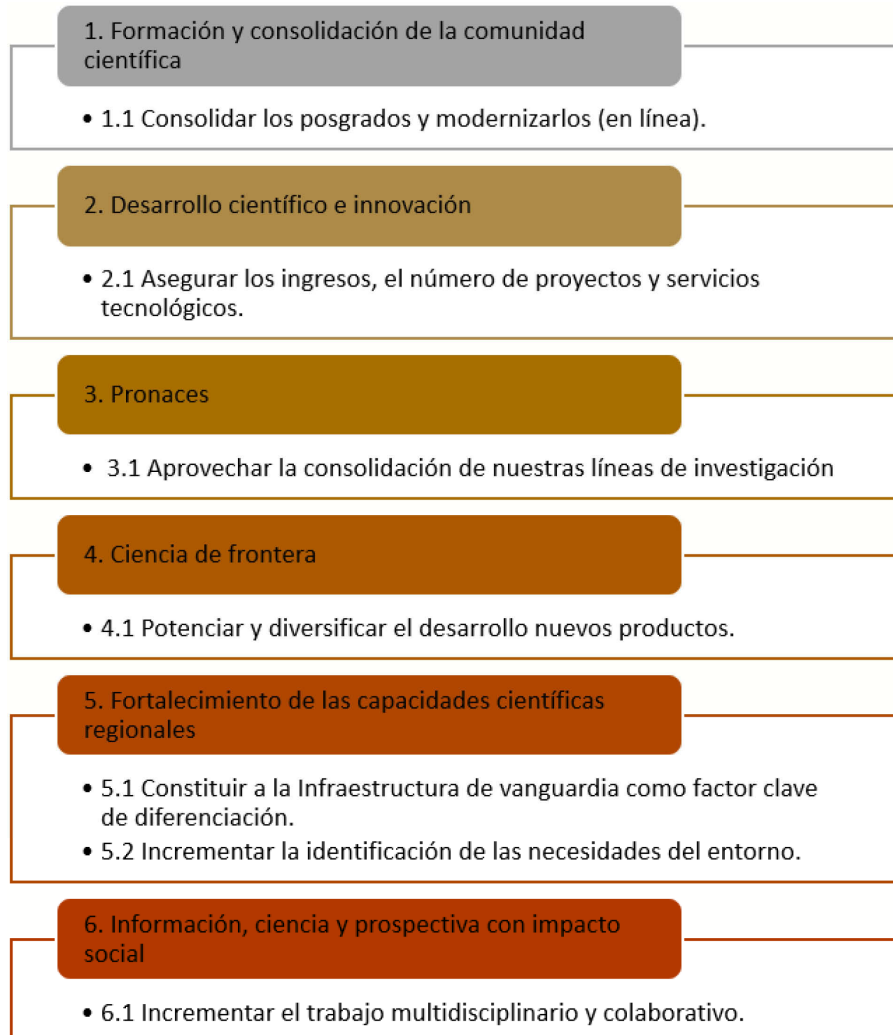 1. Formación y consolidación de la comunidad
científica
• 1.1 Consolidar los posgrados y modernizarlos (en línea).
2. Desarrollo científico e innovación
• 2.1 Asegurar los ingresos, el número de proyectos y servicios
tecnológicos.
3. Pronaces
• 3.1 Aprovechar la consolidación de nuestras líneas de investigación
4. Ciencia de frontera
• 4.1 Potenciar y diversificar el desarrollo nuevos productos.
5. Fortalecimiento de las capacidades científicas
regionales
• 5.1 Constituir a la Infraestructura de vanguardia como factor clave
de diferenciación.
• 5.2 Incrementar la identificación de las necesidades del entorno.
6. Información, ciencia y prospectiva con impacto
social
• 6.1 Incrementar el trabajo multidisciplinario y colaborativo.